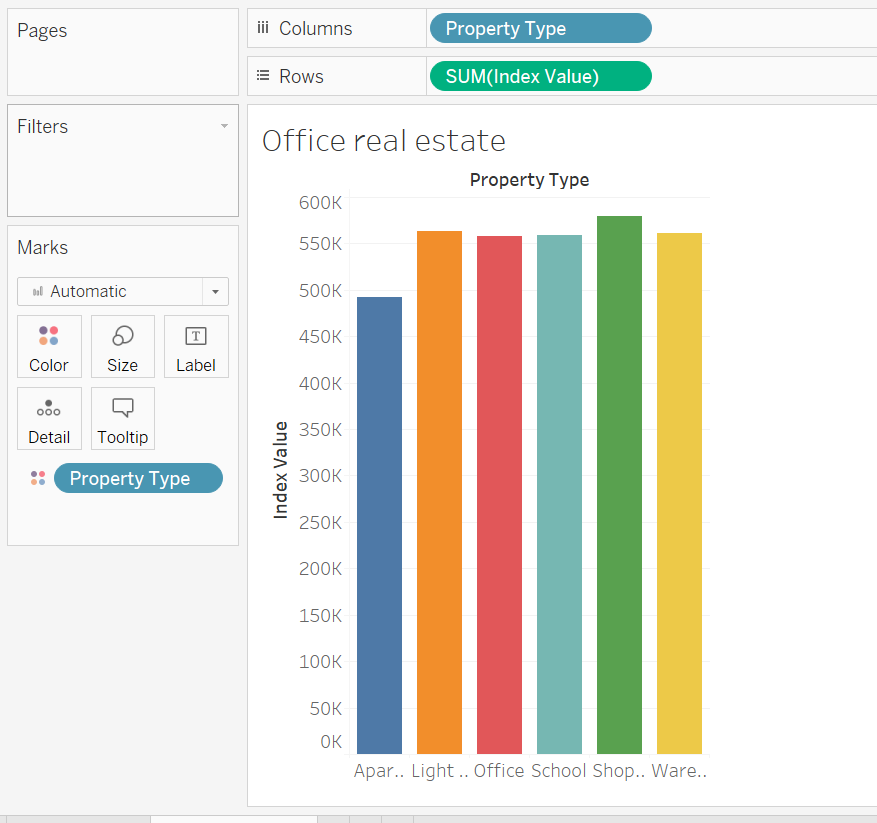 Pages
Columns
Property Type
Rows
SUM(Index Value)
Filters
Marks
Automatic
Color
Size
T
Label
Detail
Tooltip
Property Type
Office real estate
Property Type
600K
550K
500K
450K
400K
350K
300K
250K
200K
150K
100K
50K
0K
Index Value
Apar.. Light .. Office School Shop.. Ware..